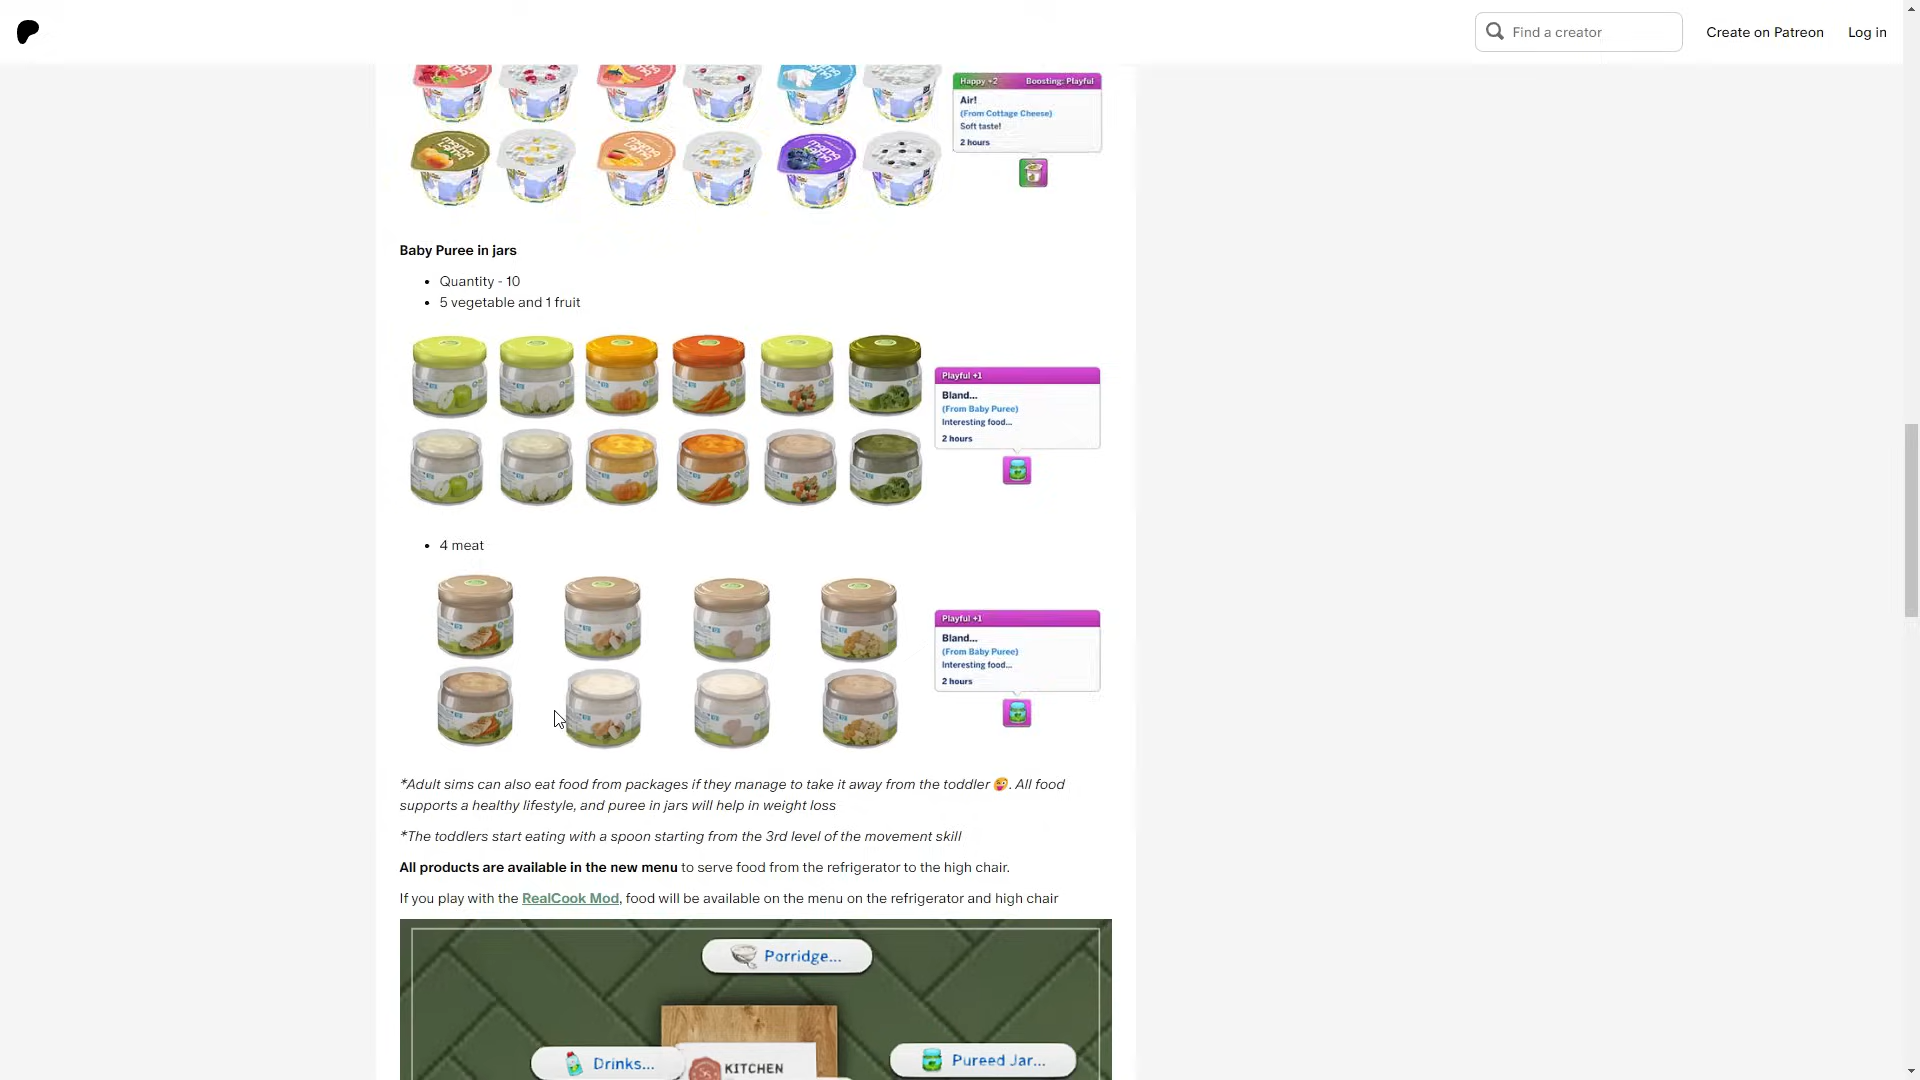 Find a creator
Create on Patreon
Log in
Happy +2 Boosting: Playful
Air!
(From Cottage Cheese)
Soft taste!
2 hours
Baby Puree in jars
• Quantity - 10
• 5 vegetable and 1 fruit
Playful +1
Bland...
(From Baby Puree)
Interesting food...
2 hours
• 4 meat
Playful +1
Bland...
(From Baby Puree)
Interesting food...
2 hours
*Adult sims can also eat food from packages if they manage to take it away from the toddler 🤪. All food
supports a healthy lifestyle, and puree in jars will help in weight loss
*The toddlers start eating with a spoon starting from the 3rd level of the movement skill
All products are available in the new menu to serve food from the refrigerator to the high chair.
If you play with the RealCook Mod, food will be available on the menu on the refrigerator and high chair
Porridge...
Drinks...
KITCHEN
Pureed Jar...